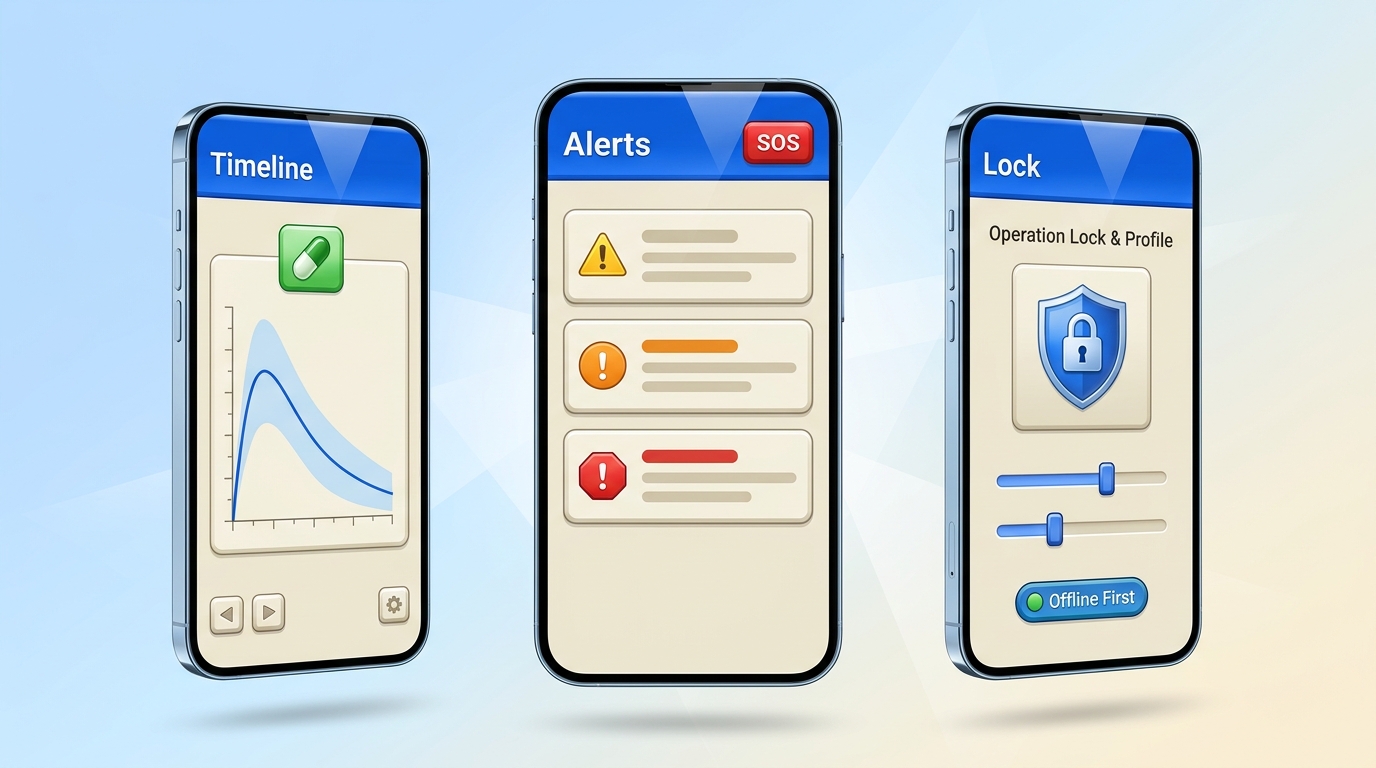 Timeline
Alerts
SOS
Lock
Operation Lock & Profile
Offline First